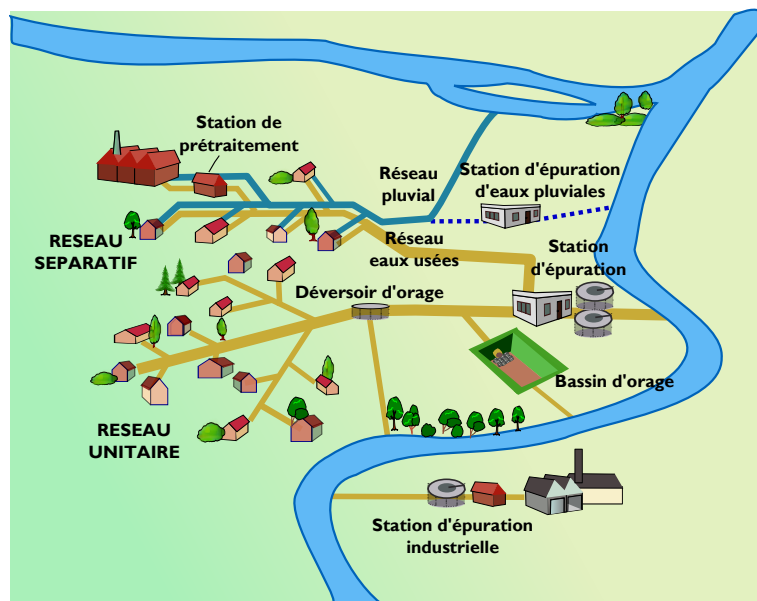 Station de
prétraitement
Réseau
pluvial
Station d'épuration
d'eaux pluviales
RESEAU
SEPARATIF
Réseau
eaux usées
Station
d'épuration
Déversoir d'orage
Bassin d'orage
RESEAU
UNITAIRE
Station d'épuration
industrielle